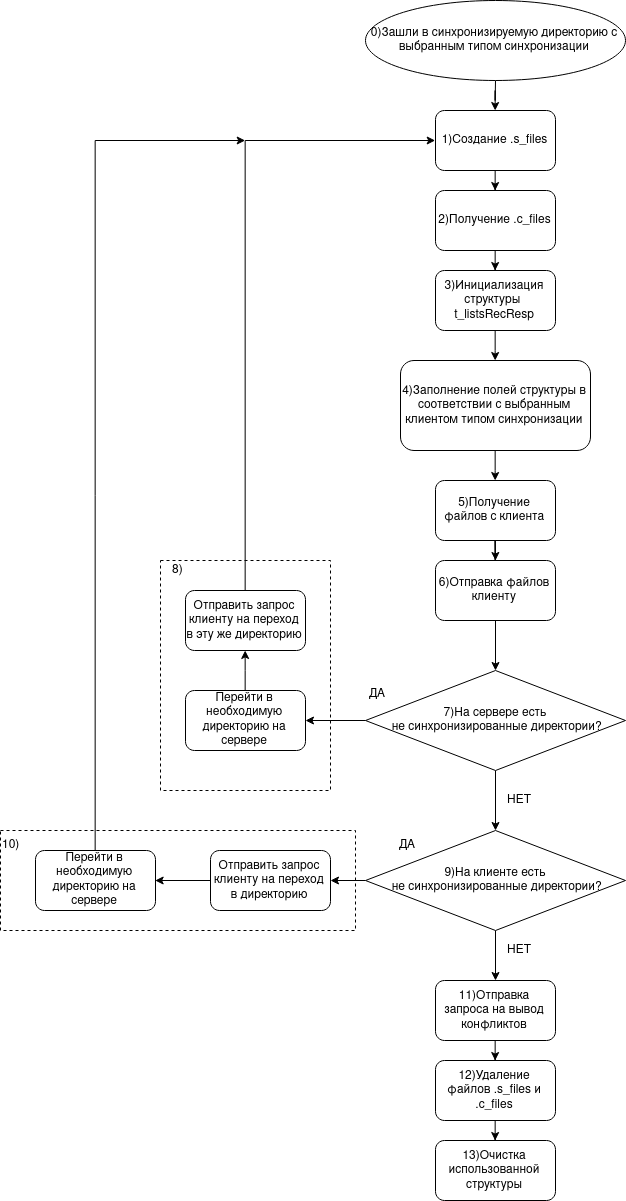 0)Зашли в синхронизируемую директорию с
выбранным типом синхронизации
1)Создание .s_files
2)Получение .c_files
3)Инициализация
структуры
t_listsRecResp
4)Заполнение полей структуры в
соответствии с выбранным
клиентом типом синхронизации
5)Получение
файлов с клиента
6)Отправка файлов
клиенту
7)На сервере есть
не синхронизированные директории?
ДА
НЕТ
8)
Перейти в
необходимую
директорию на
сервере
Отправить запрос
клиенту на переход
в эту же директорию
9)На клиенте есть
не синхронизированные директории?
ДА
НЕТ
10)
Отправить запрос
клиенту на переход
в директорию
Перейти в
необходимую
директорию на
сервере
11)Отправка
запроса на вывод
конфликтов
12)Удаление
файлов .s_files и
.c_files
13)Очистка
использованной
структуры